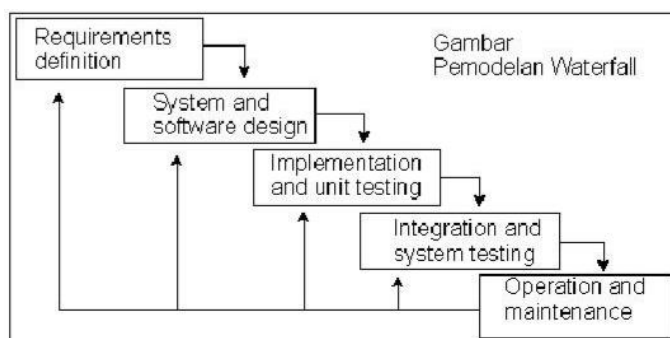 Requirements
definition
Gambar
Pemodelan Waterfall
System and
software design
Implementation
and unit testing
Integration and
system testing
Operation and
maintenance